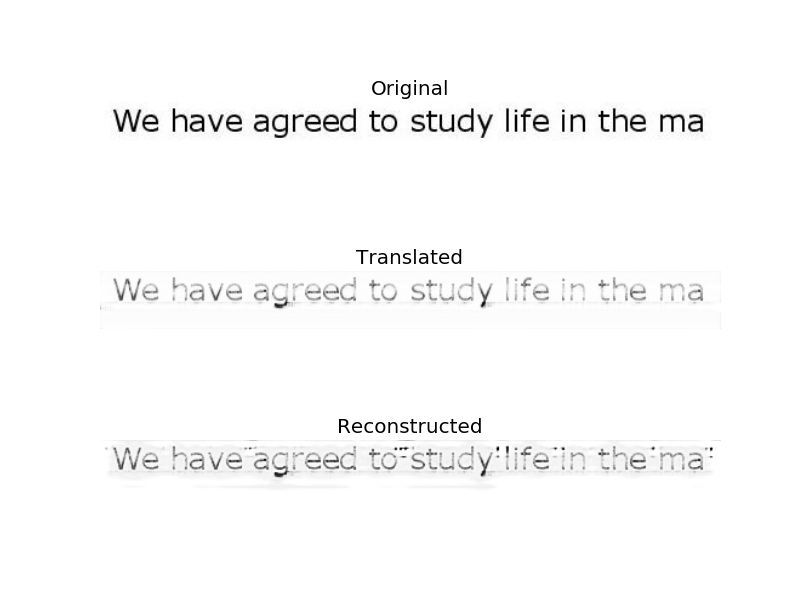 Original
We have agreed to study life in the ma
Translated
We have agreed to study life in the ma
Reconstructed
We have agreed to study life in the ma